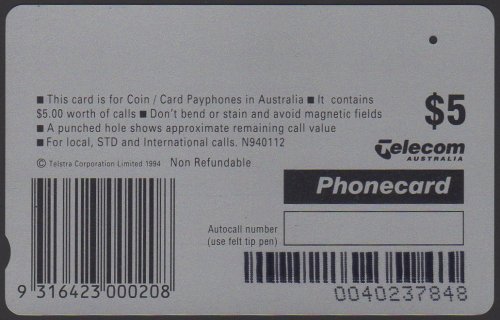 ■ This card is for Coin / Card Payphones in Australia ■ It contains
$5.00 worth of calls ■ Don't bend or stain and avoid magnetic fields
■ A punched hole shows approximate remaining call value
■ For local, STD and International calls. N940112
© Telstra Corporation Limited 1994 Non Refundable
$5
Telecom
AUSTRALIA
Phonecard
Autocall number
(use felt tip pen)
9 316423 000208
0040237848